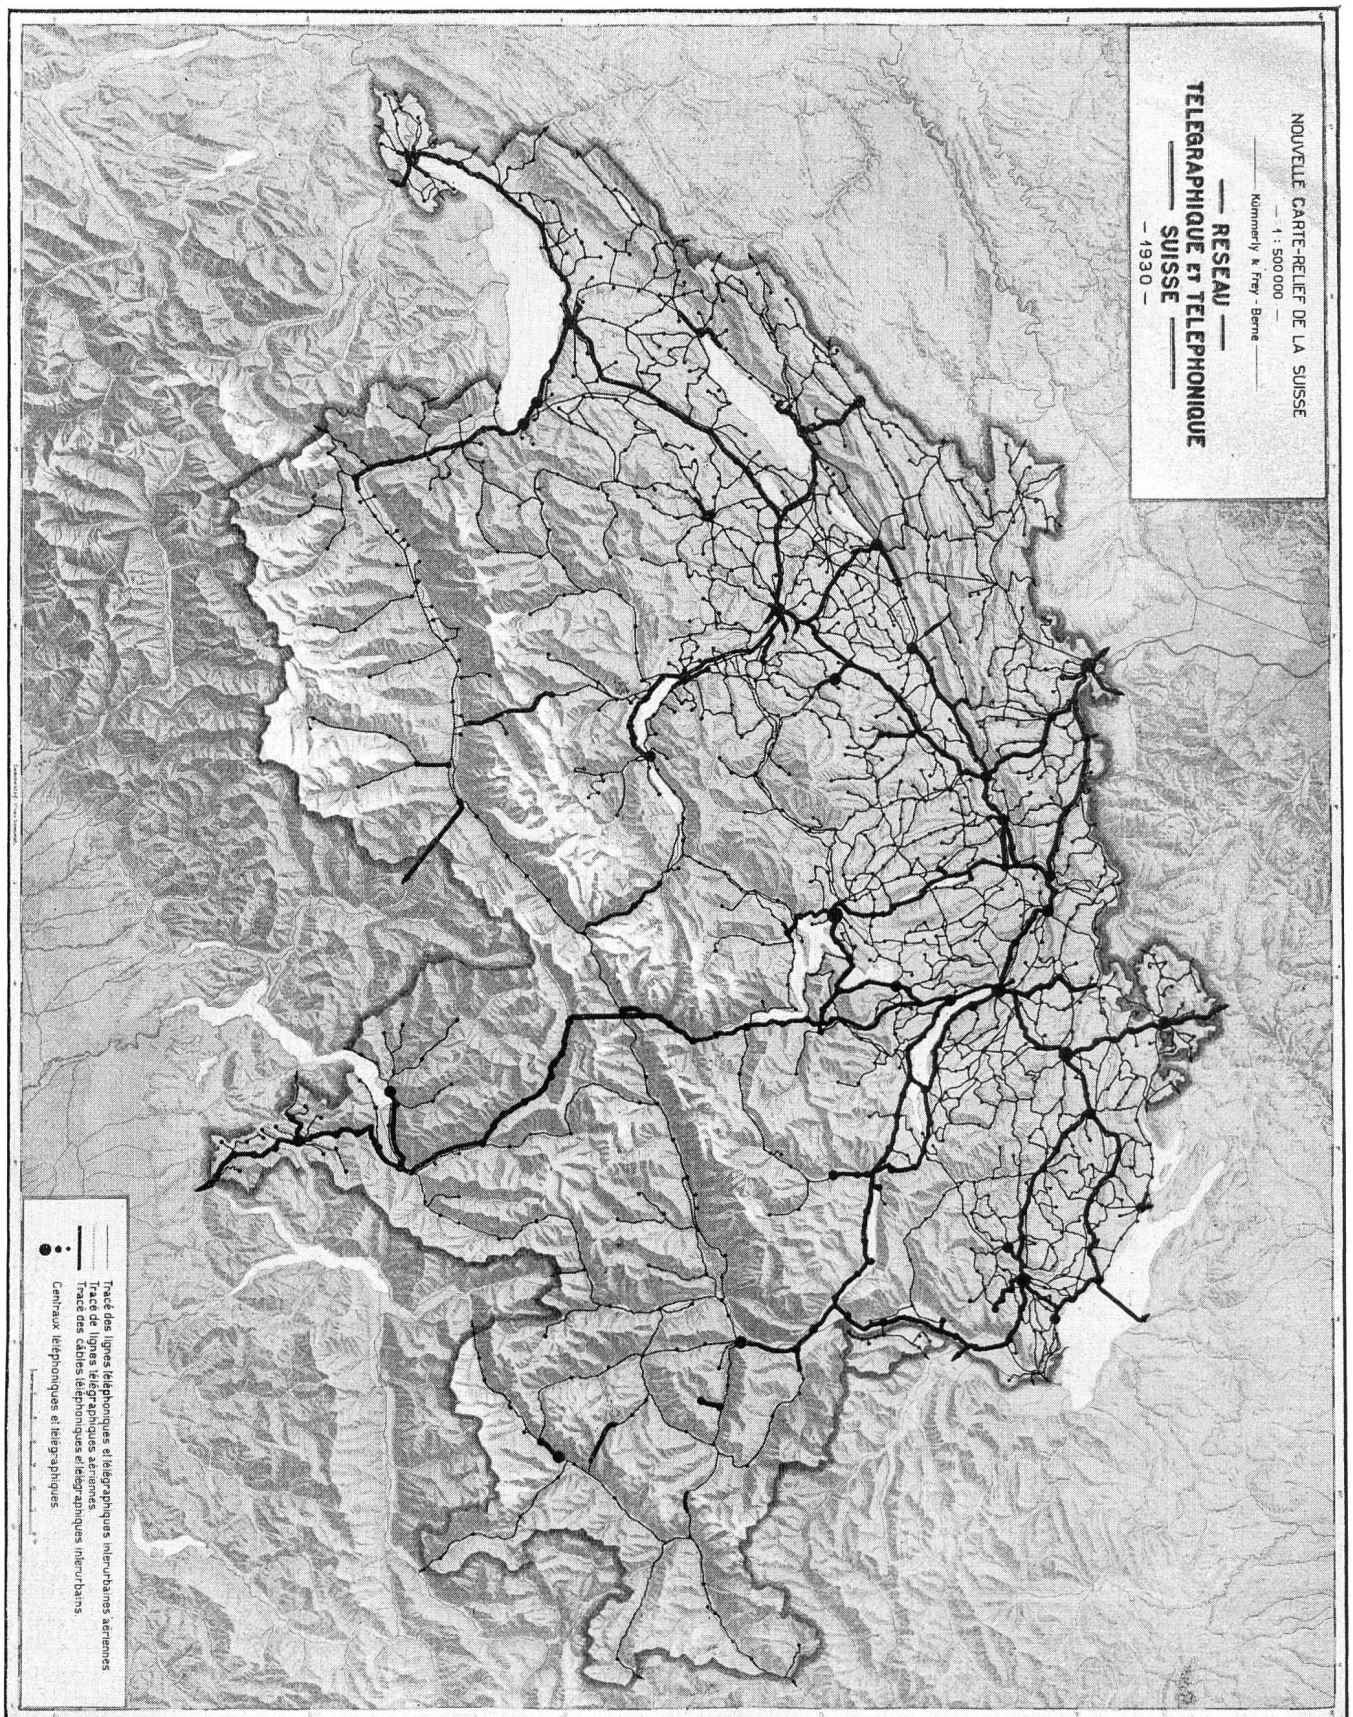 NOUVELLE CARTE-RELIEF DE LA SUISSE
— 1 : 500 000 —
Kümmerly & Frey - Berne
RESEAU
TELEGRAPHIQUE ET TELEPHONIQUE
SUISSE
— 1930 —
Tracé des lignes téléphoniques et télégraphiques interurbaines aériennes
Tracé de lignes télégraphiques aériennes
Tracé des câbles téléphoniques et télégraphiques interurbains.
Centraux téléphoniques et télégraphiques